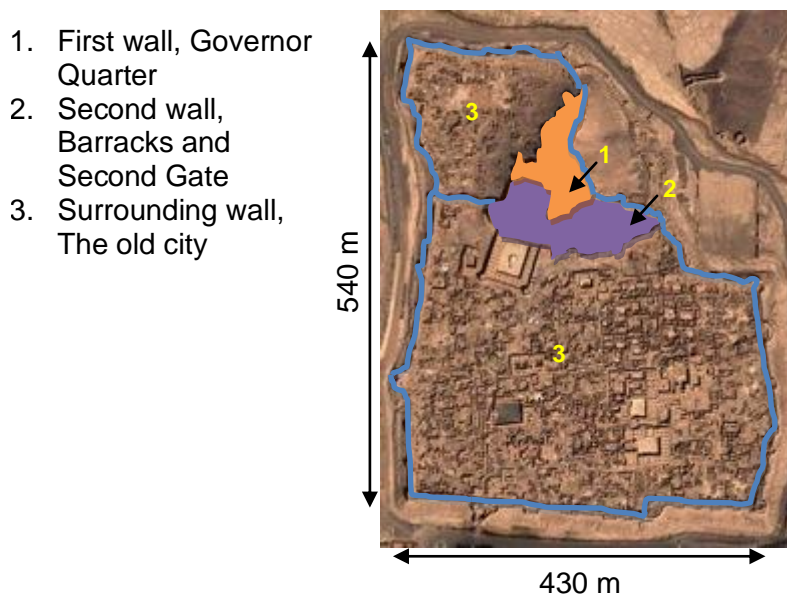 1. First wall, Governor
Quarter
2. Second wall,
Barracks and
Second Gate
3. Surrounding wall,
The old city
540 m
3
1
2
3
430 m